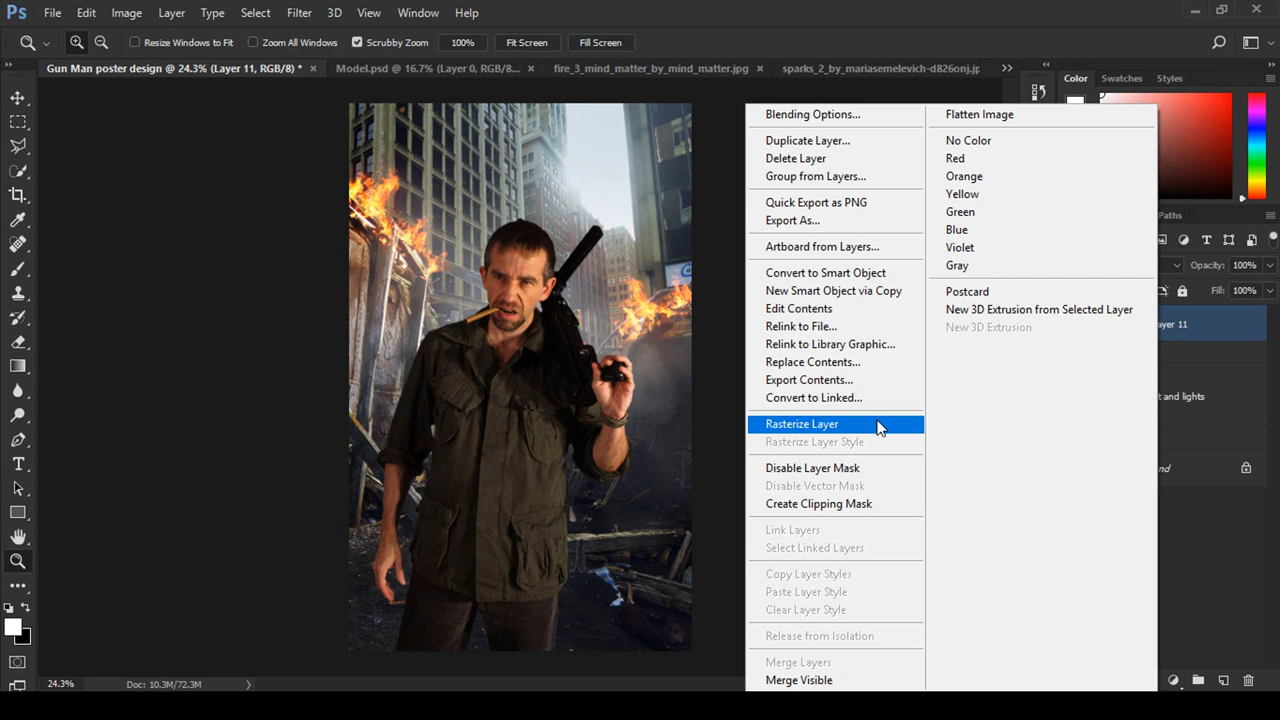 Ps File Edit Image Layer Type Select Filter 3D View Window Help
Resize Windows to Fit Zoom All Windows Scrubby Zoom 100% Fit Screen Fill Screen
Gun Man poster design @ 24.3% (Layer 11, RGB/8) * × Model.psd @ 16.7% (Layer 0, RGB/8... × fire_3_mind_matter_by_mind_matter.jpg × sparks_2_by_mariasemelevich-d826onj.jp
Color Swatches Styles
Blending Options...
Duplicate Layer...
Delete Layer
Group from Layers...
Quick Export as PNG
Export As...
Artboard from Layers...
Convert to Smart Object
New Smart Object via Copy
Edit Contents
Relink to File...
Relink to Library Graphic...
Replace Contents...
Export Contents...
Convert to Linked...
Rasterize Layer
Rasterize Layer Style
Disable Layer Mask
Disable Vector Mask
Create Clipping Mask
Link Layers
Select Linked Layers
Copy Layer Styles
Paste Layer Style
Clear Layer Style
Release from Isolation
Merge Layers
Merge Visible
Flatten Image
No Color
Red
Orange
Yellow
Green
Blue
Violet
Gray
Postcard
New 3D Extrusion from Selected Layer
New 3D Extrusion
Paths
Opacity: 100%
Fill: 100%
ayer 11
t and lights
nd
24.3% Doc: 10.3M/72.3M